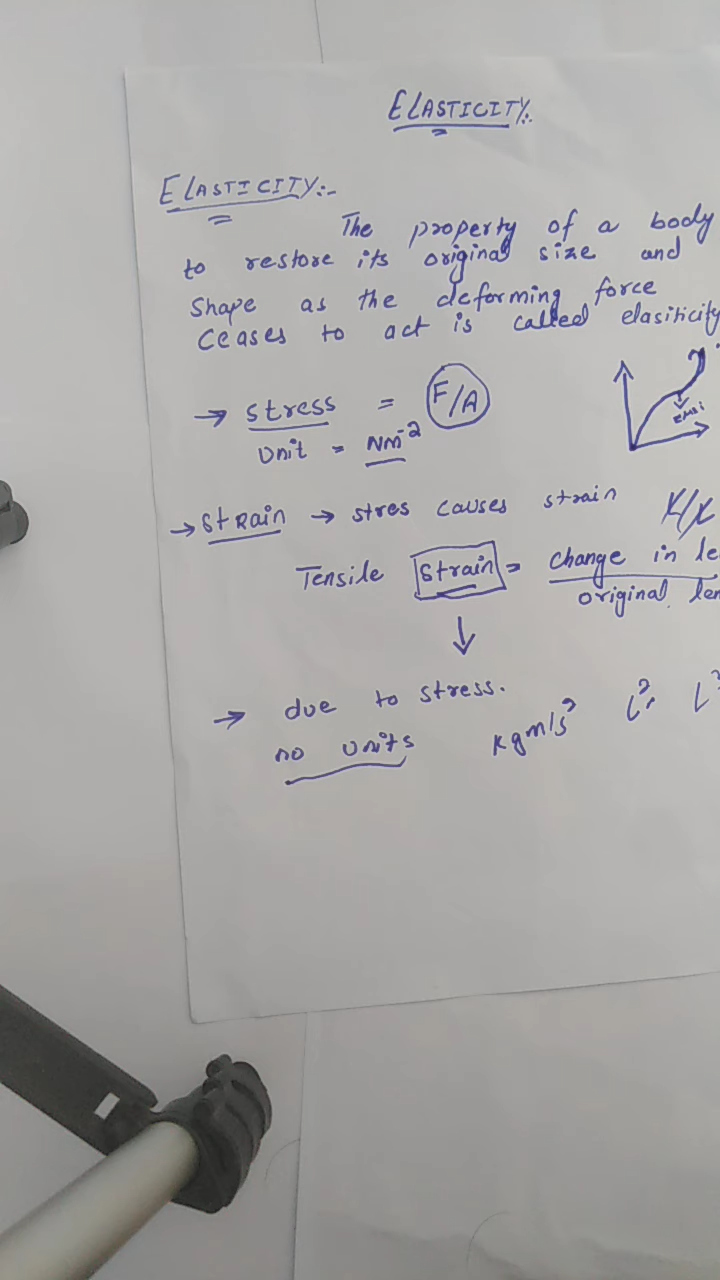 ELASTICITY:.
ELASTICITY:-
The property of a body
to restore its original size and
Shape as the deforming force
Ceases to act is called elasiticity
→ stress = F/A
Unit = Nm⁻²
→ strain → stres causes strain
Tensile strain = change in le
original len
↓
→ due to stress.
no units kgm/s²